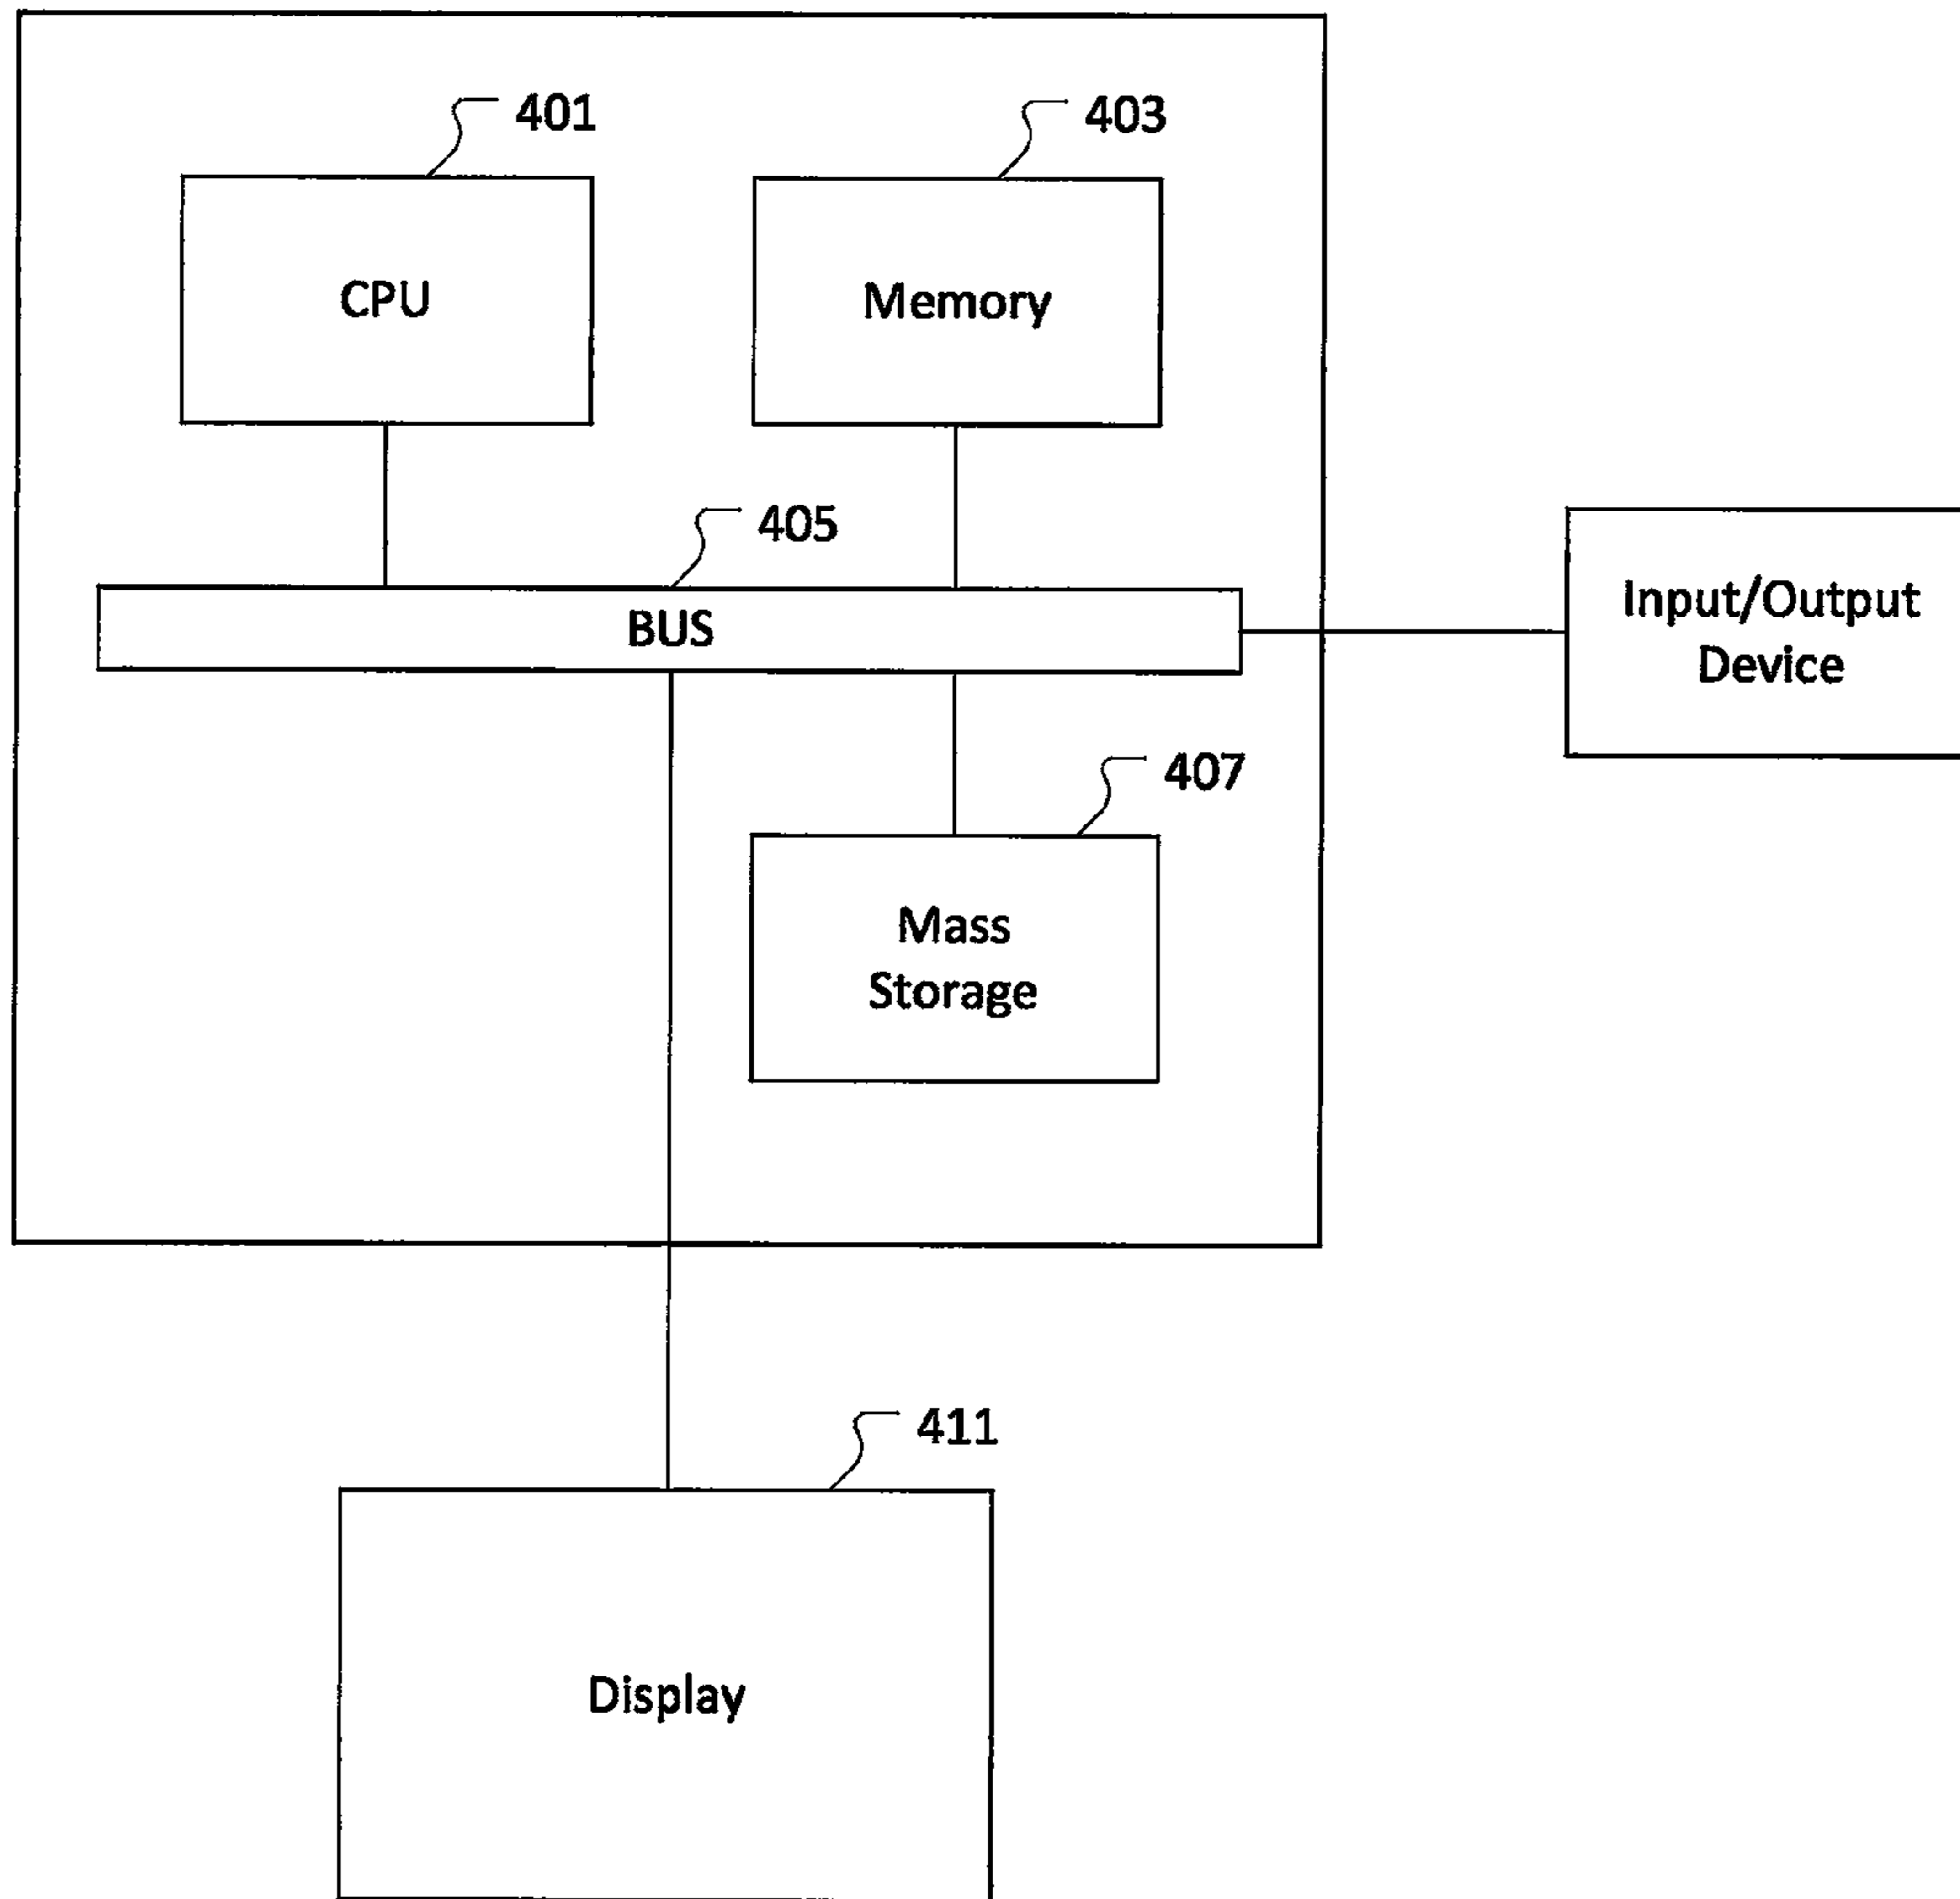 401
403
CPU
Memory
405
BUS
Input/Output
Device
407
Mass
Storage
411
Display